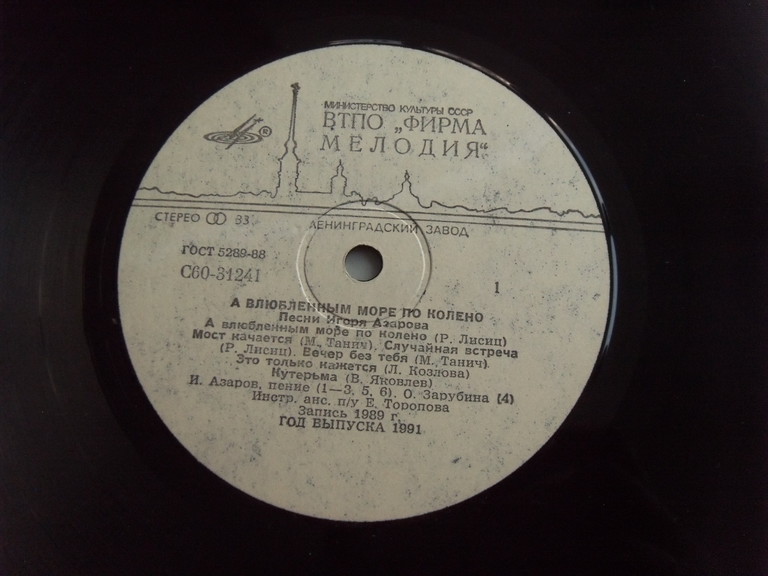 МИНИСТЕРСТВО КУЛЬТУРЫ СССР
ВТПО „ФИРМА
МЕЛОДИЯ“
®
СТЕРЕО 33
ЛЕНИНГРАДСКИЙ ЗАВОД
ГОСТ 5289-88
С60-31241
1
А ВЛЮБЛЕННЫМ МОРЕ ПО КОЛЕНО
Песни Игоря Азарова
А влюбленным море по колено (Р. Лисиц)
Мост качается (М. Танич), Случайная встреча
(Р. Лисиц). Вечер без тебя (М. Танич)
Это только кажется (Л. Козлова)
Кутерьма (В. Яковлев)
И. Азаров, пение (1—3, 5, 6). О. Зарубина (4)
Инстр. анс. п/у Е. Торопова
Запись 1989 г.
ГОД ВЫПУСКА 1991